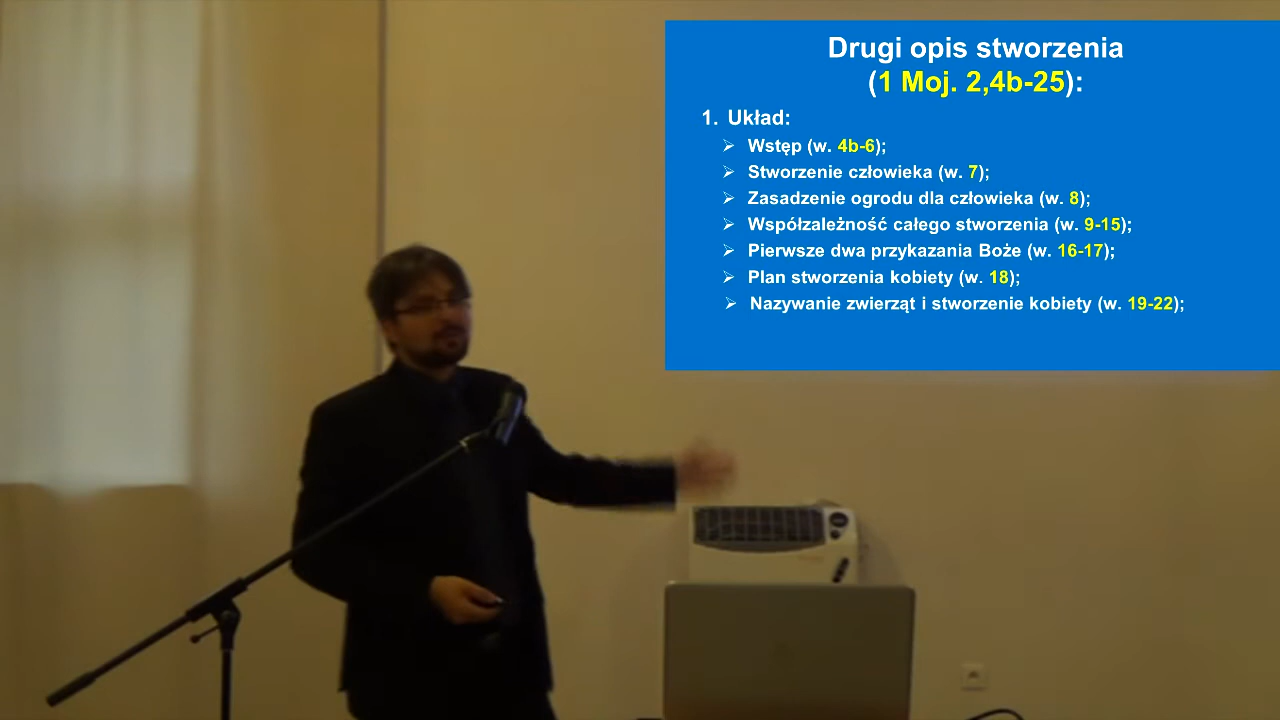 Drugi opis stworzenia
(1 Moj. 2,4b-25):
1. Układ:
➢ Wstęp (w. 4b-6);
➢ Stworzenie człowieka (w. 7);
➢ Zasadzenie ogrodu dla człowieka (w. 8);
➢ Współzależność całego stworzenia (w. 9-15);
➢ Pierwsze dwa przykazania Boże (w. 16-17);
➢ Plan stworzenia kobiety (w. 18);
➢ Nazywanie zwierząt i stworzenie kobiety (w. 19-22);